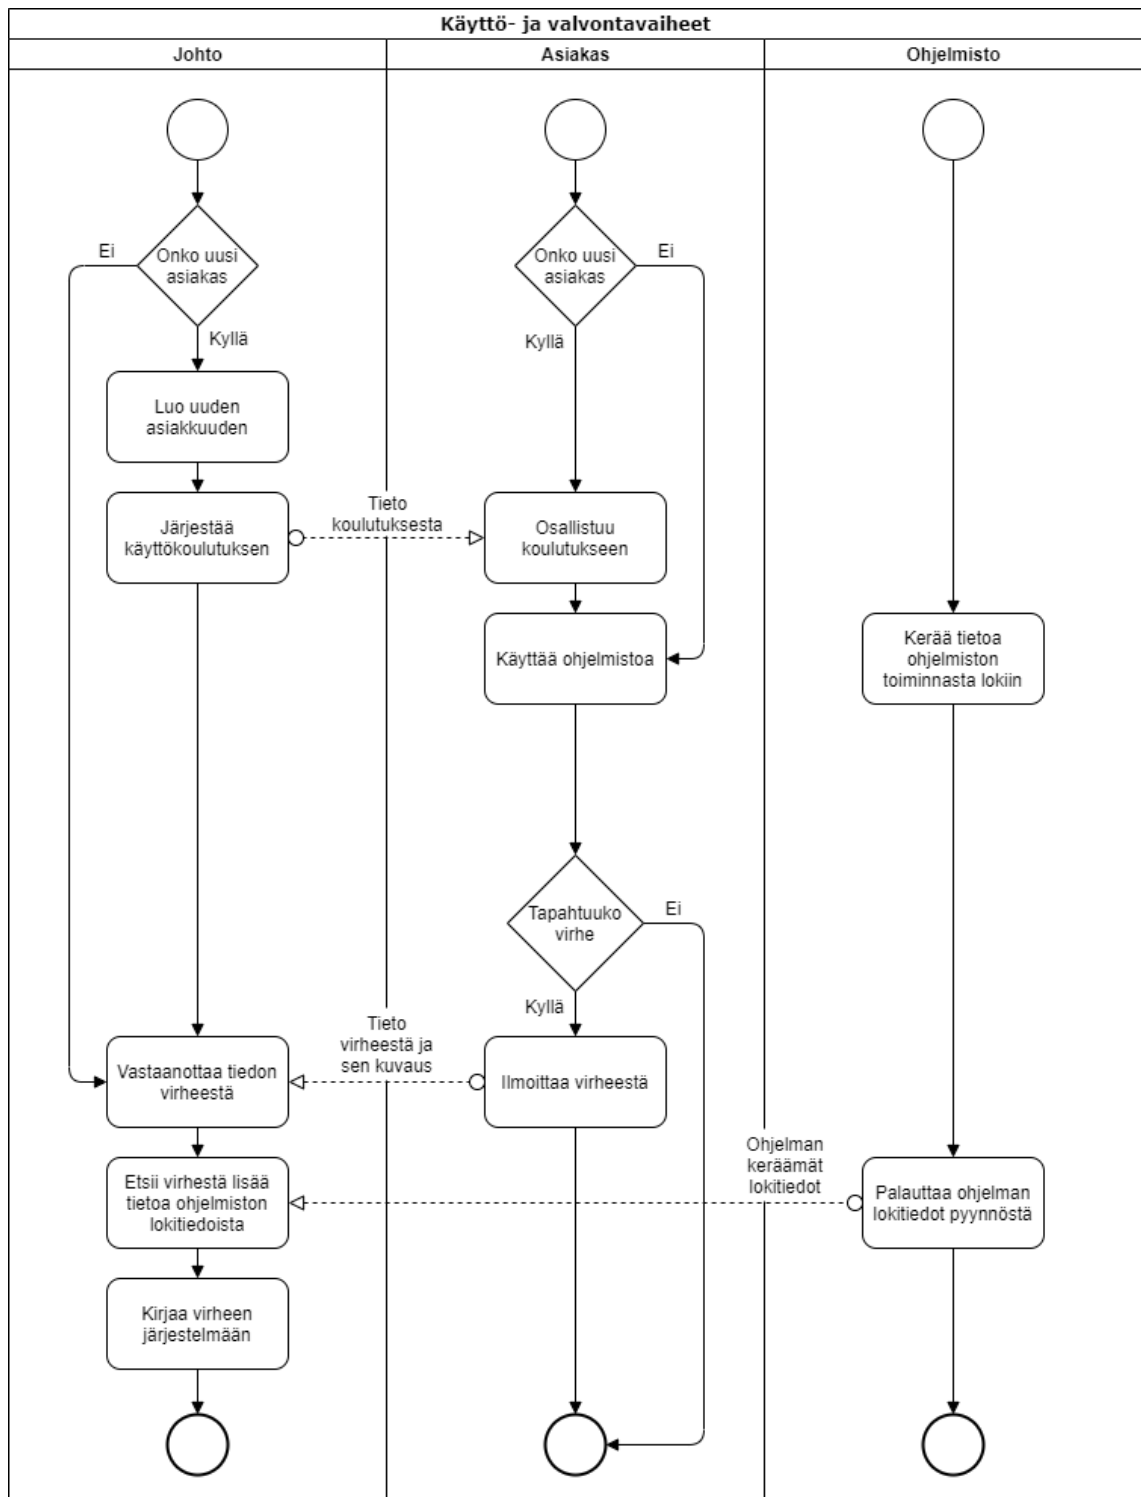 Käyttö- ja valvontavaiheet
Johto
Asiakas
Ohjelmisto
Onko uusi
asiakas
Ei
Kyllä
Onko uusi
asiakas
Ei
Kyllä
Luo uuden
asiakkuuden
Järjestää
käyttökoulutuksen
Tieto
koulutuksesta
Osallistuu
koulutukseen
Käyttää ohjelmistoa
Kerää tietoa
ohjelmiston
toiminnasta lokiin
Tapahtuuko
virhe
Ei
Kyllä
Vastaanottaa tiedon
virheestä
Tieto
virheestä ja
sen kuvaus
Ilmoittaa virheestä
Etsii virhestä lisää
tietoa ohjelmiston
lokitiedoista
Ohjelman
keräämät
lokitiedot
Palauttaa ohjelman
lokitiedot pyynnöstä
Kirjaa virheen
järjestelmään